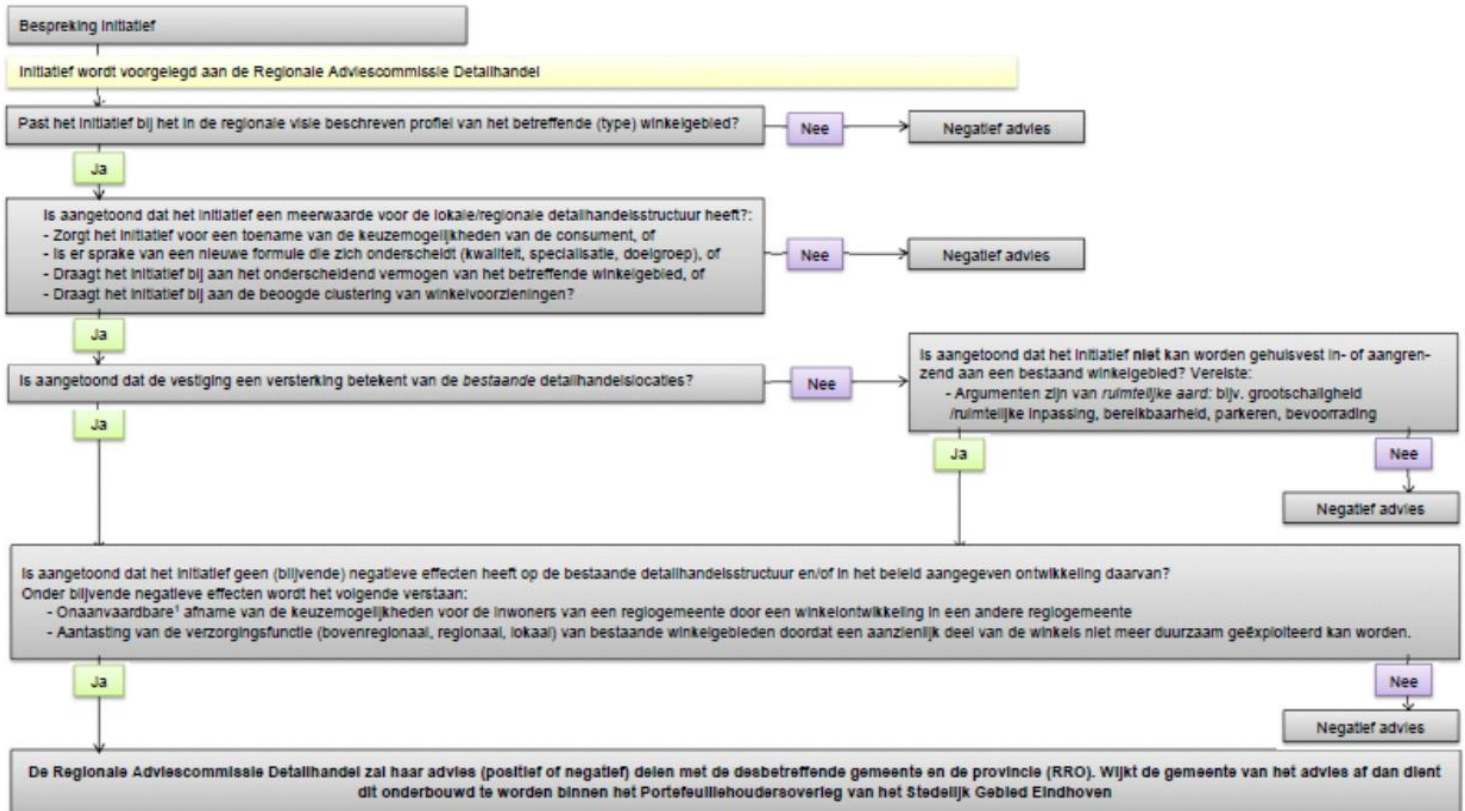 Bespreking initiatief
Initiatief wordt voorgelegd aan de Regionale Adviescommissie Detailhandel
Past het initiatief bij het in de regionale visie beschreven profiel van het betreffende (type) winkelgebied?
Nee
Negatief advies
Ja
Is aangetoond dat het initiatief een meerwaarde voor de lokale/regionale detailhandelsstructuur heeft?:
- Zorgt het initiatief voor een toename van de keuzemogelijkheden van de consument, of
- Is er sprake van een nieuwe formule die zich onderscheidt (kwaliteit, specialisatie, doelgroep), of
- Draagt het initiatief bij aan het onderscheidend vermogen van het betreffende winkelgebied, of
- Draagt het initiatief bij aan de beoogde clustering van winkelvoorzieningen?
Nee
Negatief advies
Ja
Is aangetoond dat de vestiging een versterking betekent van de bestaande detailhandelslocaties?
Nee
Is aangetoond dat het initiatief niet kan worden gehuisvest in- of aangren-
zend aan een bestaand winkelgebied? Vereiste:
- Argumenten zijn van ruimtelijke aard: bijv. grootschaligheid
/ruimtelijke inpassing, bereikbaarheid, parkeren, bevoorrading
Ja
Ja
Nee
Negatief advies
Is aangetoond dat het initiatief geen (blijvende) negatieve effecten heeft op de bestaande detailhandelsstructuur en/of in het beleid aangegeven ontwikkeling daarvan?
Onder blijvende negatieve effecten wordt het volgende verstaan:
- Onaanvaardbare¹ afname van de keuzemogelijkheden voor de inwoners van een regiogemeente door een winkelontwikkeling in een andere regiogemeente
- Aantasting van de verzorgingsfunctie (bovenregionaal, regionaal, lokaal) van bestaande winkelgebieden doordat een aanzienlijk deel van de winkels niet meer duurzaam geëxploiteerd kan worden.
Ja
Nee
Negatief advies
De Regionale Adviescommissie Detailhandel zal haar advies (positief of negatief) delen met de desbetreffende gemeente en de provincie (RRO). Wijkt de gemeente van het advies af dan dient
dit onderbouwd te worden binnen het Portefeuillehoudersoverleg van het Stedelijk Gebied Eindhoven